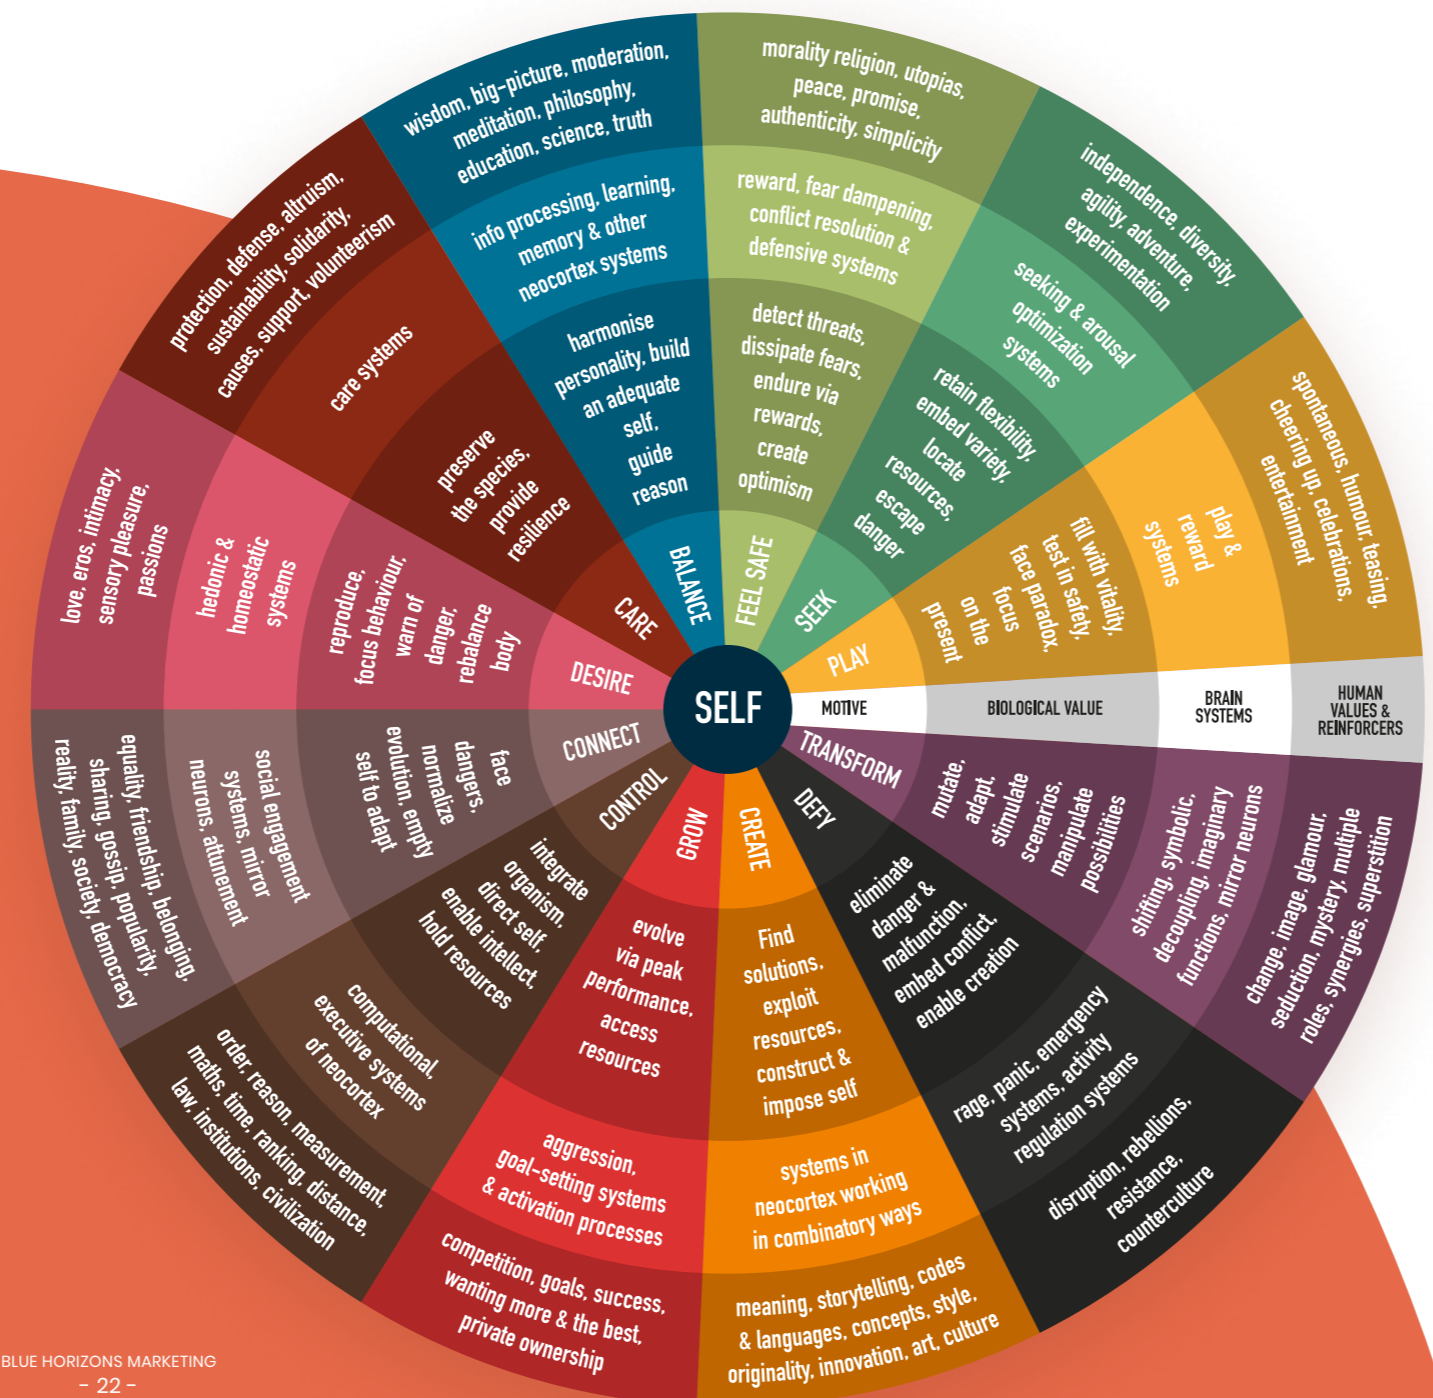 SELF
MOTIVE
BIOLOGICAL VALUE
BRAIN
SYSTEMS
HUMAN
VALUES &
REINFORCERS
FEEL SAFE
detect threats,
dissipate fears,
endure via
rewards,
create
optimism
reward, fear dampening,
conflict resolution &
defensive systems
morality religion, utopias,
peace, promise,
authenticity, simplicity
SEEK
retain flexibility,
embed variety,
locate
resources,
escape
danger
seeking & arousal
optimization
systems
independence, diversity,
agility, adventure,
experimentation
PLAY
fill with vitality,
test in safety,
face paradox,
focus
on the
present
play &
reward
systems
spontaneous, humour, teasing,
cheering up, celebrations,
entertainment
TRANSFORM
mutate,
adapt,
stimulate
scenarios,
manipulate
possibilities
shifting, symbolic,
decoupling, imaginary
functions, mirror neurons
change, image, glamour,
seduction, mystery, multiple
roles, synergies, superstition
DEFY
eliminate
danger &
malfunction,
embed conflict,
enable creation
rage, panic, emergency
systems, activity
regulation systems
disruption, rebellions,
resistance,
counterculture
CREATE
Find
solutions,
exploit
resources,
construct &
impose self
systems in
neocortex working
in combinatory ways
meaning, storytelling, codes
& languages, concepts, style,
originality, innovation, art, culture
GROW
evolve
via peak
performance,
access
resources
aggression,
goal-setting systems
& activation processes
competition, goals, success,
wanting more & the best,
private ownership
CONTROL
integrate
organism,
direct self,
enable intellect,
hold resources
computational,
executive systems
of neocortex
order, reason, measurement,
maths, time, ranking, distance,
law, institutions, civilization
CONNECT
face
dangers,
normalize
evolution, empty
self to adapt
social engagement
systems, mirror
neurons, attunement
equality, friendship, belonging,
sharing, gossip, popularity,
reality, family, society, democracy
DESIRE
reproduce,
focus behaviour,
warn of
danger,
rebalance
body
hedonic &
homeostatic
systems
love, eros, intimacy,
sensory pleasure,
passions
CARE
preserve
the species,
provide
resilience
care systems
protection, defense, altruism,
sustainability, solidarity,
causes, support, volunteerism
BALANCE
harmonise
personality, build
an adequate
self,
guide
reason
info processing, learning,
memory & other
neocortex systems
wisdom, big-picture, moderation,
meditation, philosophy,
education, science, truth
BLUE HORIZONS MARKETING
- 22 -